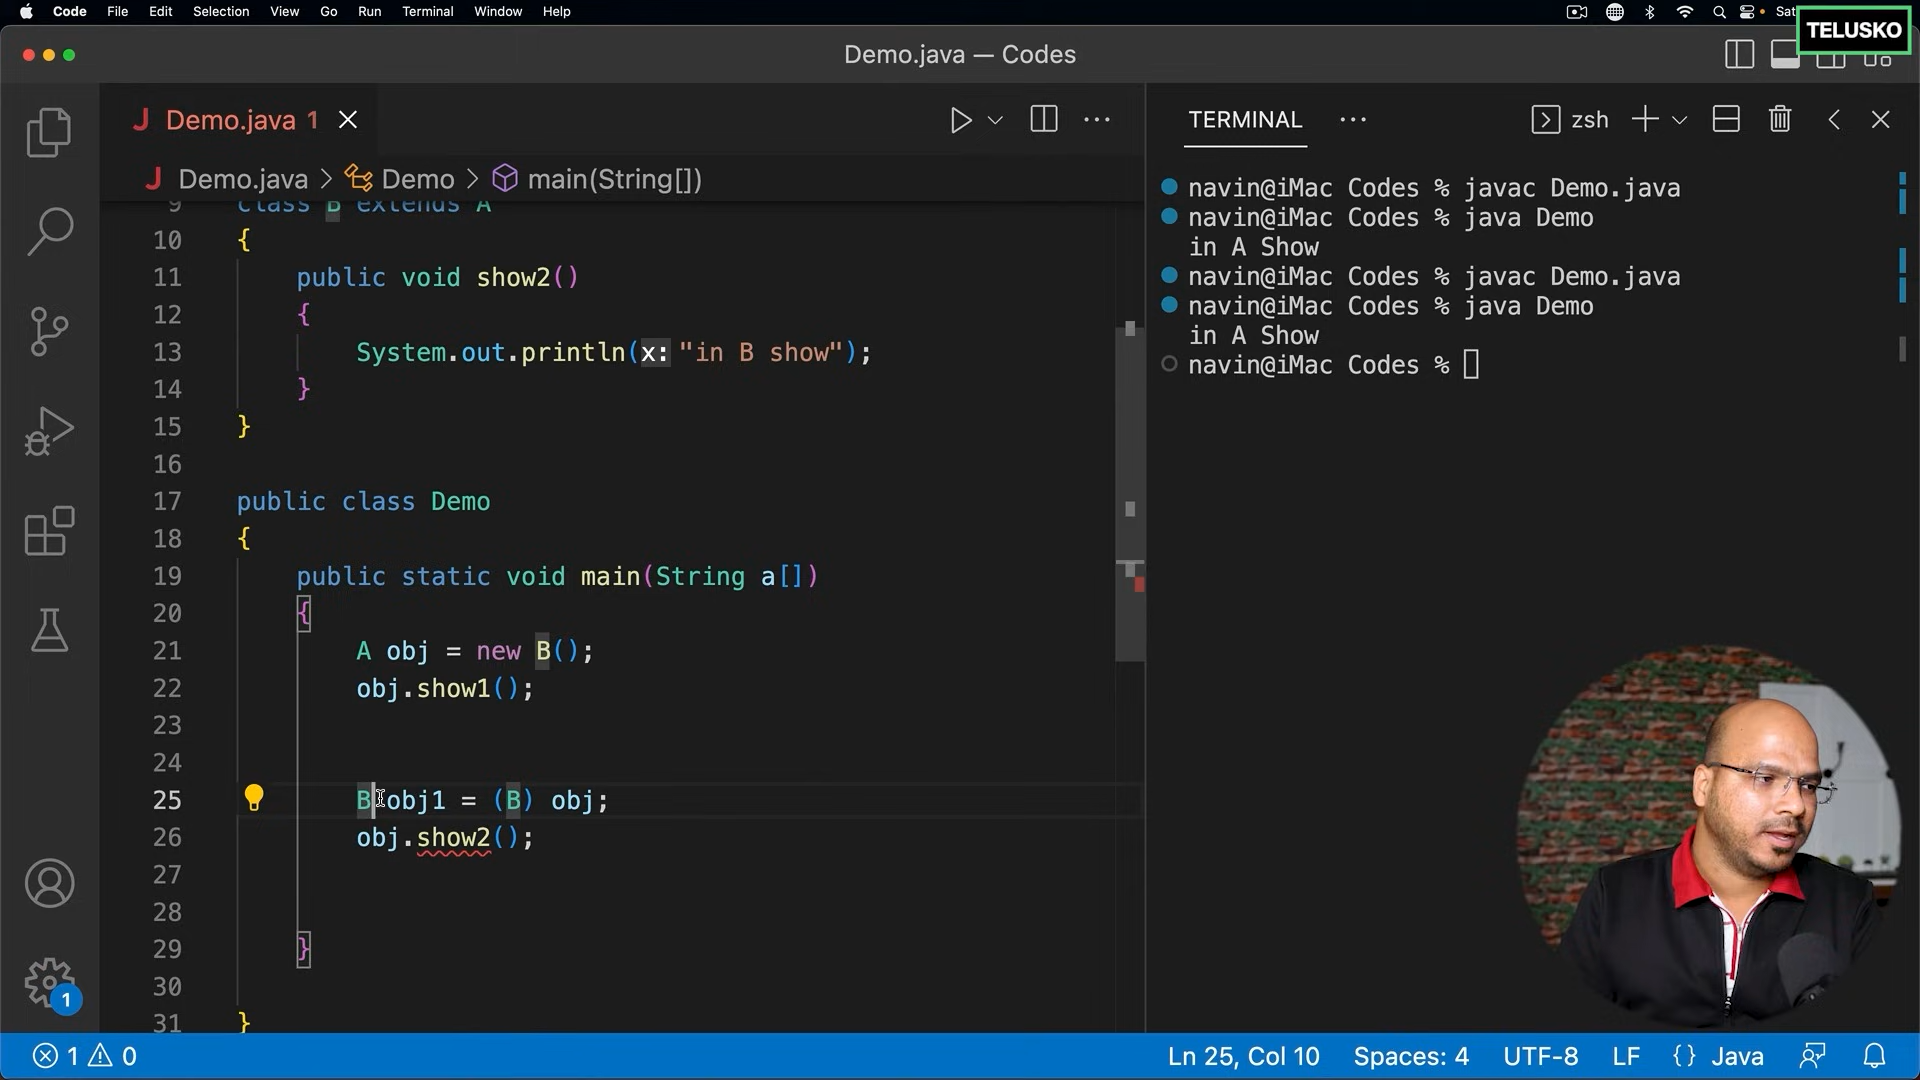 Code File Edit Selection View Go Run Terminal Window Help Sat
TELUSKO
Demo.java — Codes
Demo.java 1
Demo.java > Demo > main(String[])
TERMINAL
zsh
9 class B extends A
10 {
11 public void show2()
12 {
13 System.out.println(x: "in B show");
14 }
15 }
16
17 public class Demo
18 {
19 public static void main(String a[])
20 {
21 A obj = new B();
22 obj.show1();
23
24
25 B obj1 = (B) obj;
26 obj.show2();
27
28
29 }
30
31 }
navin@iMac Codes % javac Demo.java
navin@iMac Codes % java Demo
in A Show
navin@iMac Codes % javac Demo.java
navin@iMac Codes % java Demo
in A Show
navin@iMac Codes %
1
1 0
Ln 25, Col 10 Spaces: 4 UTF-8 LF {} Java